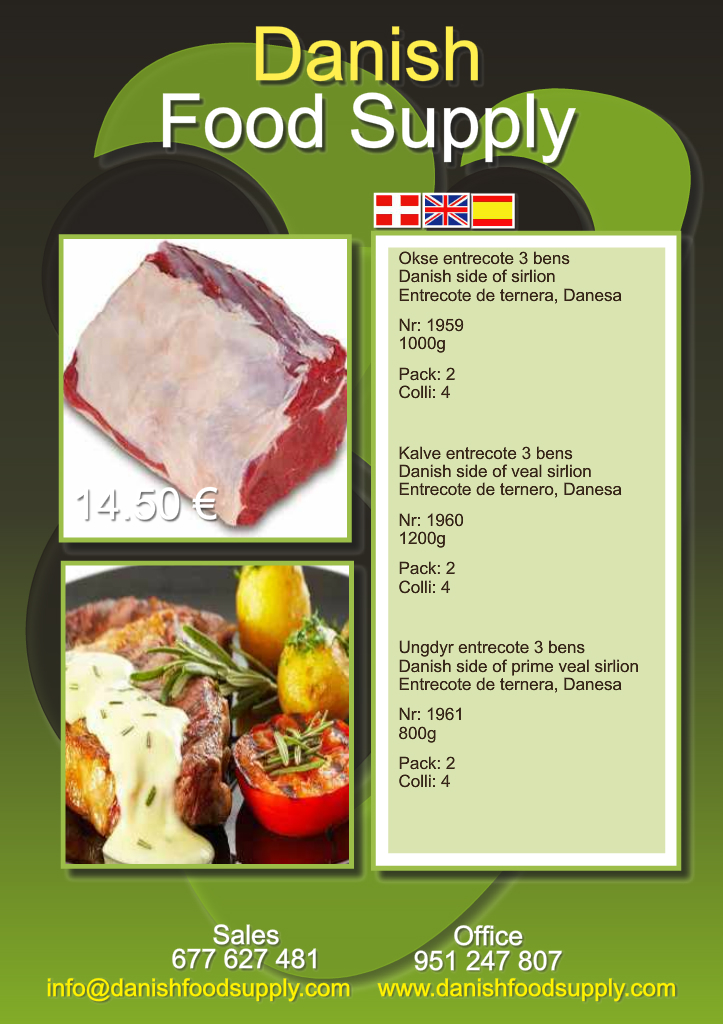 Danish
Food Supply
14.50 €
Okse entrecote 3 bens
Danish side of sirlion
Entrecote de ternera, Danesa
Nr: 1959
1000g
Pack: 2
Colli: 4
Kalve entrecote 3 bens
Danish side of veal sirlion
Entrecote de ternero, Danesa
Nr: 1960
1200g
Pack: 2
Colli: 4
Ungdyr entrecote 3 bens
Danish side of prime veal sirlion
Entrecote de ternera, Danesa
Nr: 1961
800g
Pack: 2
Colli: 4
Sales
677 627 481
info@danishfoodsupply.com
Office
951 247 807
www.danishfoodsupply.com